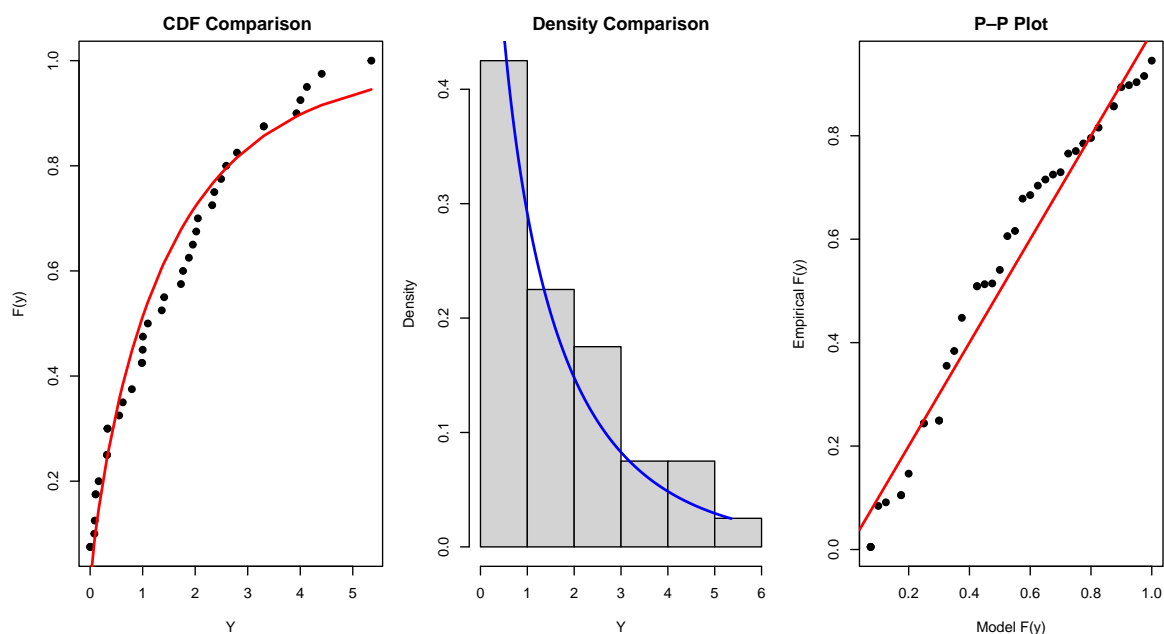 CDF Comparison
F(y)
0.2 0.4 0.6 0.8 1.0
0 1 2 3 4 5
Y
Density Comparison
Density
0.0 0.1 0.2 0.3 0.4
0 1 2 3 4 5 6
Y
P–P Plot
Empirical F(y)
0.0 0.2 0.4 0.6 0.8
0.2 0.4 0.6 0.8 1.0
Model F(y)